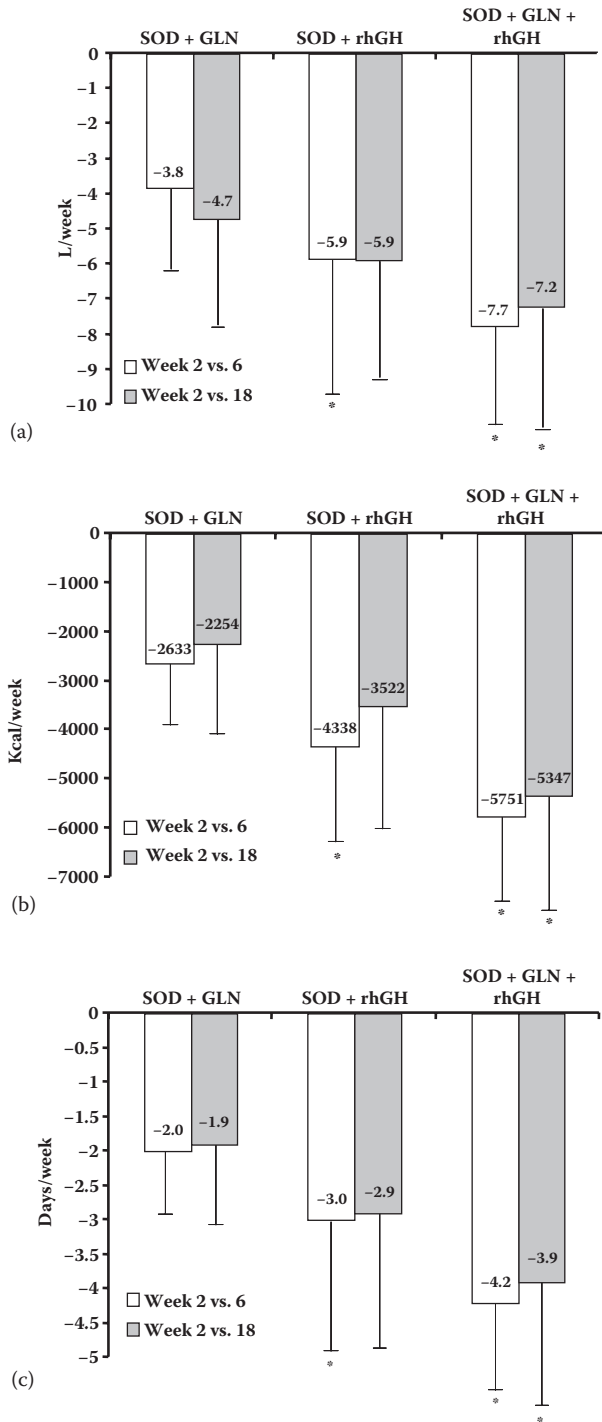 SOD + GLN
SOD + rhGH
SOD + GLN +
rhGH
0
−1
−2
−3
−4
−5
−6
−7
−8
−9
−10
L/week
−3.8
−4.7
−5.9
−5.9
−7.7
−7.2
Week 2 vs. 6
Week 2 vs. 18
*
*
*
(a)
SOD + GLN
SOD + rhGH
SOD + GLN +
rhGH
0
−1000
−2000
−3000
−4000
−5000
−6000
−7000
Kcal/week
−2633
−2254
−4338
−3522
−5751
−5347
Week 2 vs. 6
Week 2 vs. 18
*
*
*
(b)
SOD + GLN
SOD + rhGH
SOD + GLN +
rhGH
0
−0.5
−1
−1.5
−2
−2.5
−3
−3.5
−4
−4.5
−5
Days/week
−2.0
−1.9
−3.0
−2.9
−4.2
−3.9
Week 2 vs. 6
Week 2 vs. 18
*
*
*
(c)